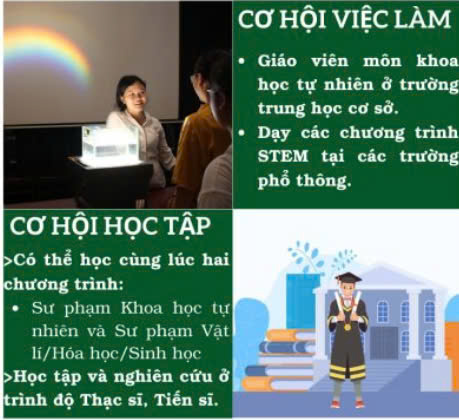 CƠ HỘI VIỆC LÀM
• Giáo viên môn khoa
học tự nhiên ở trường
trung học cơ sở.
• Dạy các chương trình
STEM tại các trường
phổ thông.
CƠ HỘI HỌC TẬP
>Có thể học cùng lúc hai
chương trình:
• Sư phạm Khoa học tự
nhiên và Sư phạm Vật
lí/Hóa học/Sinh học
>Học tập và nghiên cứu ở
trình độ Thạc sĩ, Tiến sĩ.